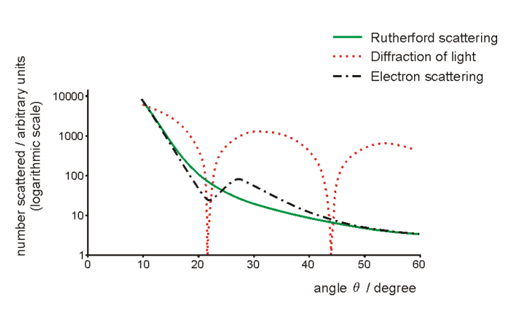 Rutherford scattering
Diffraction of light
Electron scattering
number scattered / arbitrary units
(logarithmic scale)
10000
1000
100
10
1
0
10
20
30
40
50
60
angle θ / degree